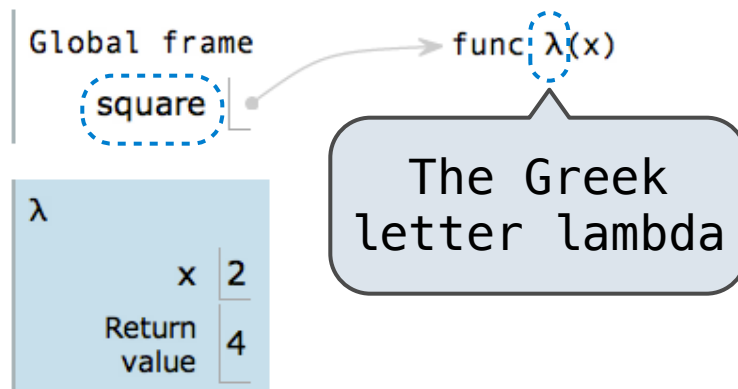 Global frame
func λ(x)
square
The Greek
letter lambda
λ
x 2
Return
value 4